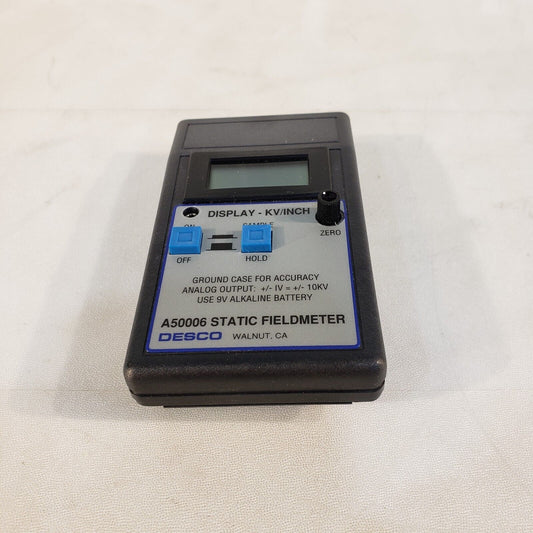 DISPLAY - KV/INCH
ON SAMPLE
ZERO
OFF HOLD
GROUND CASE FOR ACCURACY
ANALOG OUTPUT: +/- IV = +/- 10KV
USE 9V ALKALINE BATTERY
A50006 STATIC FIELDMETER
DESCO WALNUT, CA